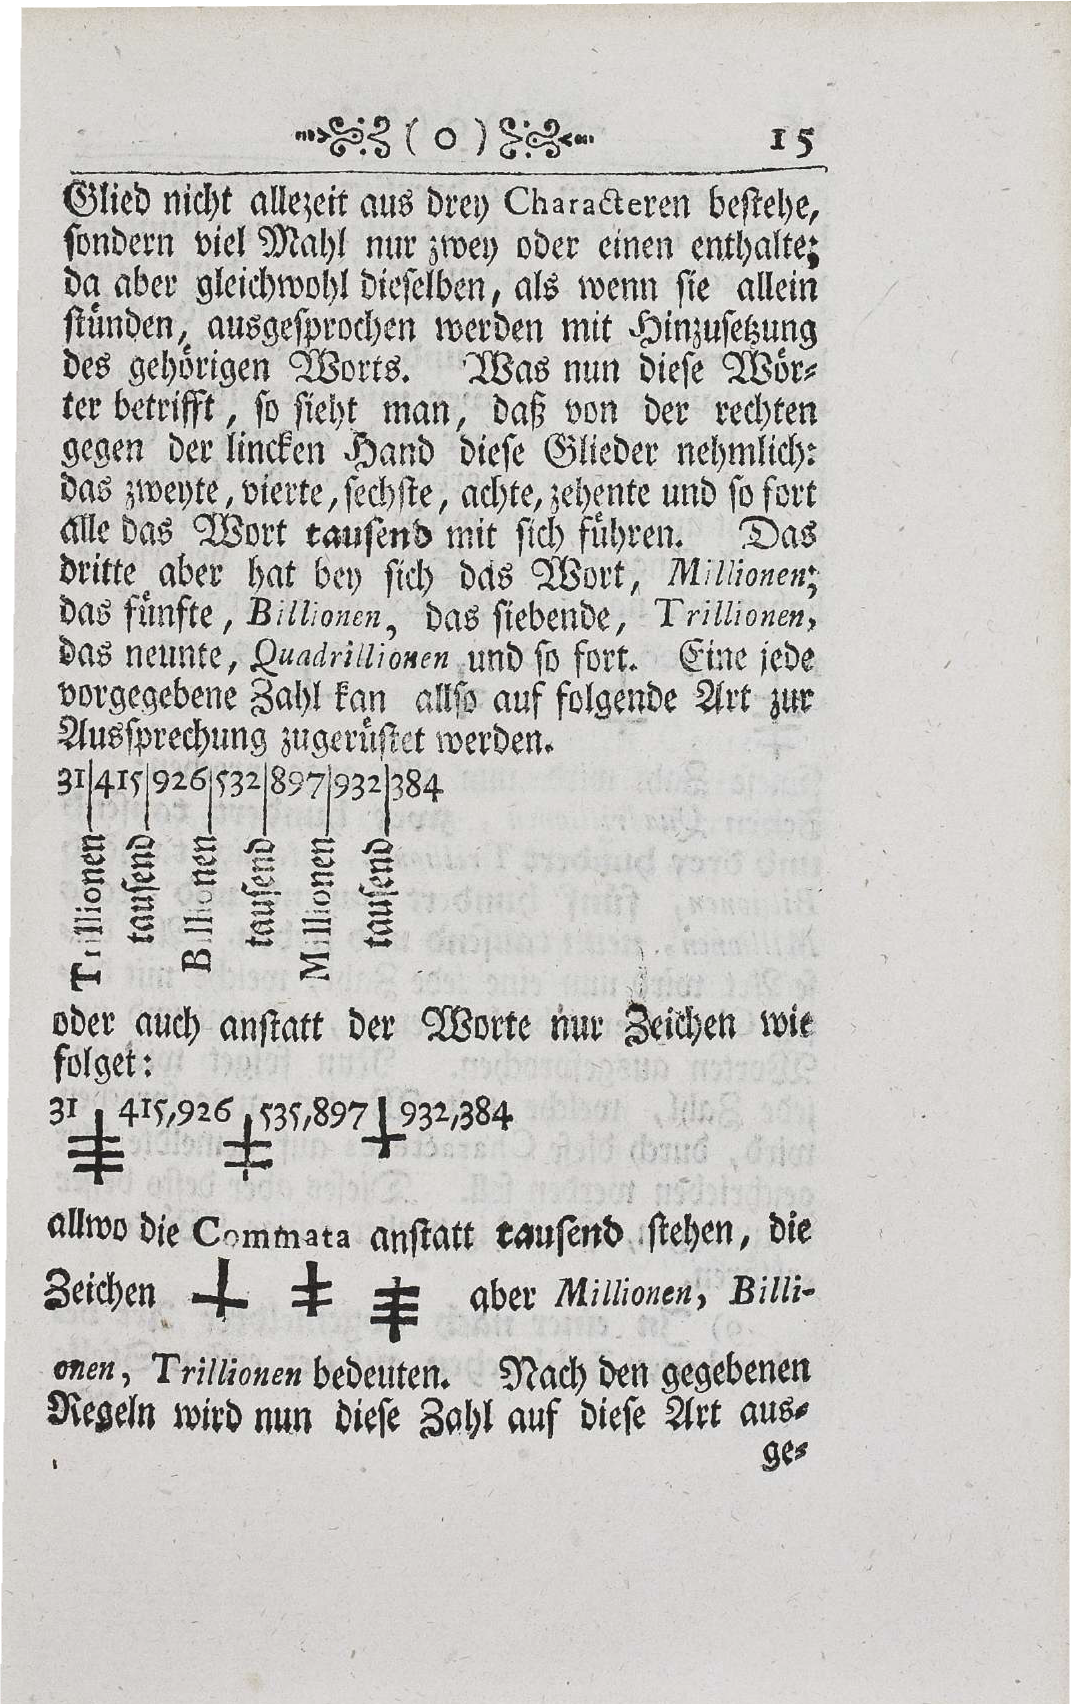 ( o ) 15
Glied nicht allezeit aus drey Characteren bestehe,
sondern viel Mahl nur zwey oder einen enthalte;
da aber gleichwohl dieselben, als wenn sie allein
stünden, ausgesprochen werden mit Hinzusetzung
des gehörigen Worts. Was nun diese Wör-
ter betrifft, so sieht man, daß von der rechten
gegen der lincken Hand diese Glieder nehmlich:
das zweyte, vierte, sechste, achte, zehente und so fort
alle das Wort tausend mit sich führen. Das
dritte aber hat bey sich das Wort, Millionen;
das fünfte, Billionen, das siebende, Trillionen,
das neunte, Quadrillionen und so fort. Eine jede
vorgegebene Zahl kan allso auf folgende Art zur
Aussprechung zugerüstet werden.
31|415|926|532|897|932|384
Trillionen
tausend
Billionen
tausend
Millionen
tausend
oder auch anstatt der Worte nur Zeichen wie
folget:
31 415,926 535,897 932,384
allwo die Commata anstatt tausend stehen, die
Zeichen aber Millionen, Billi-
onen, Trillionen bedeuten. Nach den gegebenen
Regeln wird nun diese Zahl auf diese Art aus-
ge-